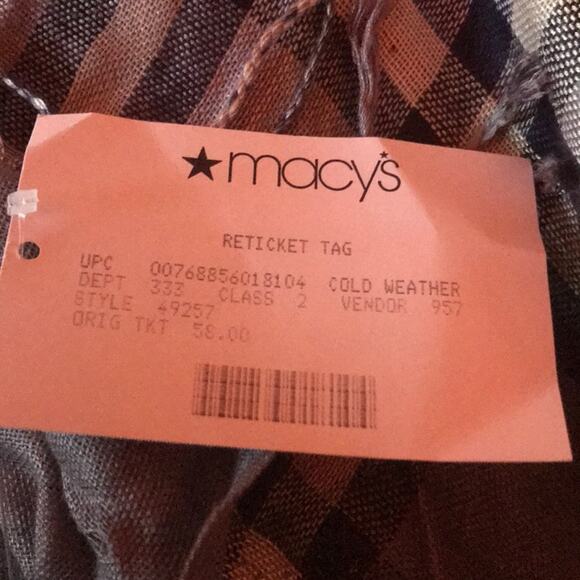 ★macy's
RETICKET TAG
UPC 00768856018104 COLD WEATHER
DEPT 333 CLASS 2 VENDOR 957
STYLE 49257
ORIG TKT 58.00